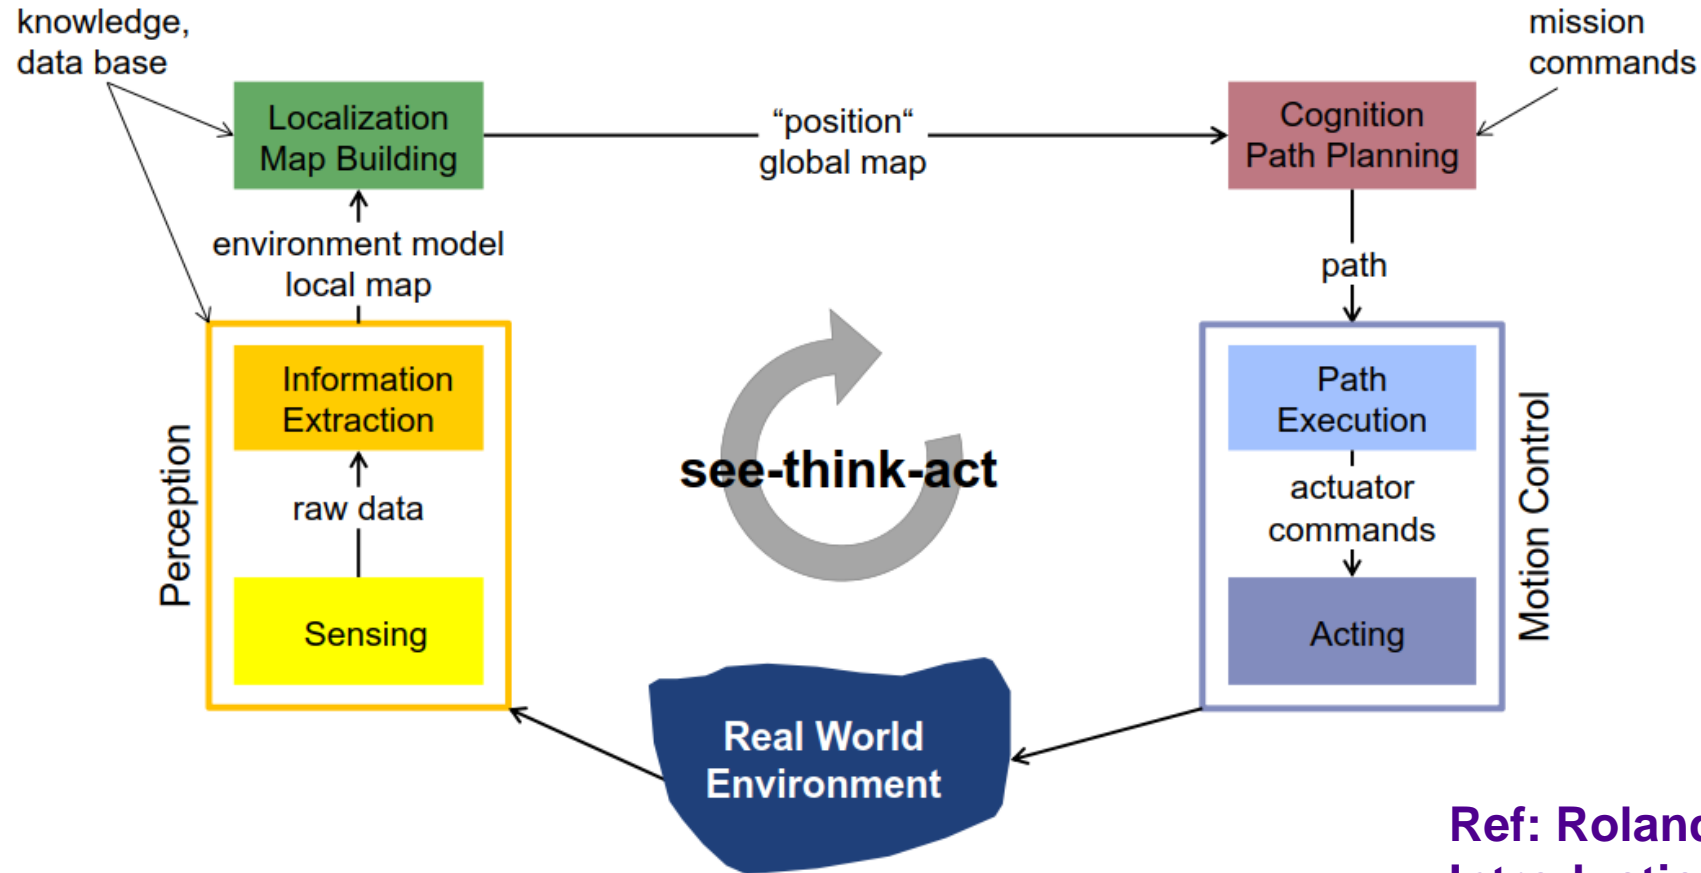 knowledge,
data base
mission
commands
Localization
Map Building
“position“
global map
Cognition
Path Planning
environment model
local map
path
Perception
Information
Extraction
raw data
Sensing
see-think-act
Path
Execution
actuator
commands
Acting
Motion Control
Real World
Environment
Ref: Roland